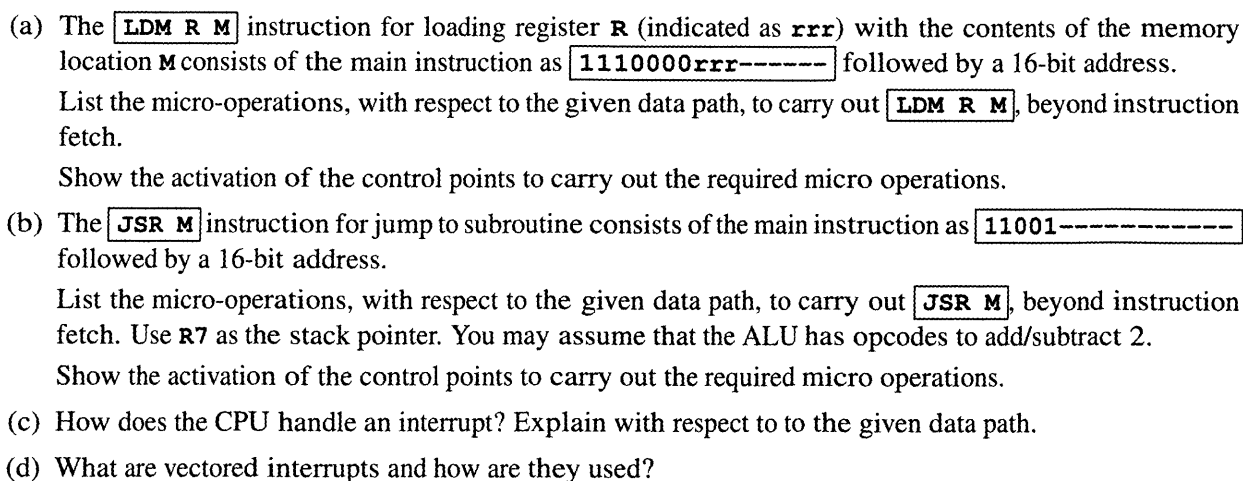 (a) The LDM R M instruction for loading register R (indicated as rrr) with the contents of the memory
location M consists of the main instruction as 1110000rrr------ followed by a 16-bit address.
List the micro-operations, with respect to the given data path, to carry out LDM R M, beyond instruction
fetch.
Show the activation of the control points to carry out the required micro operations.
(b) The JSR M instruction for jump to subroutine consists of the main instruction as 11001-----------
followed by a 16-bit address.
List the micro-operations, with respect to the given data path, to carry out JSR M, beyond instruction
fetch. Use R7 as the stack pointer. You may assume that the ALU has opcodes to add/subtract 2.
Show the activation of the control points to carry out the required micro operations.
(c) How does the CPU handle an interrupt? Explain with respect to to the given data path.
(d) What are vectored interrupts and how are they used?